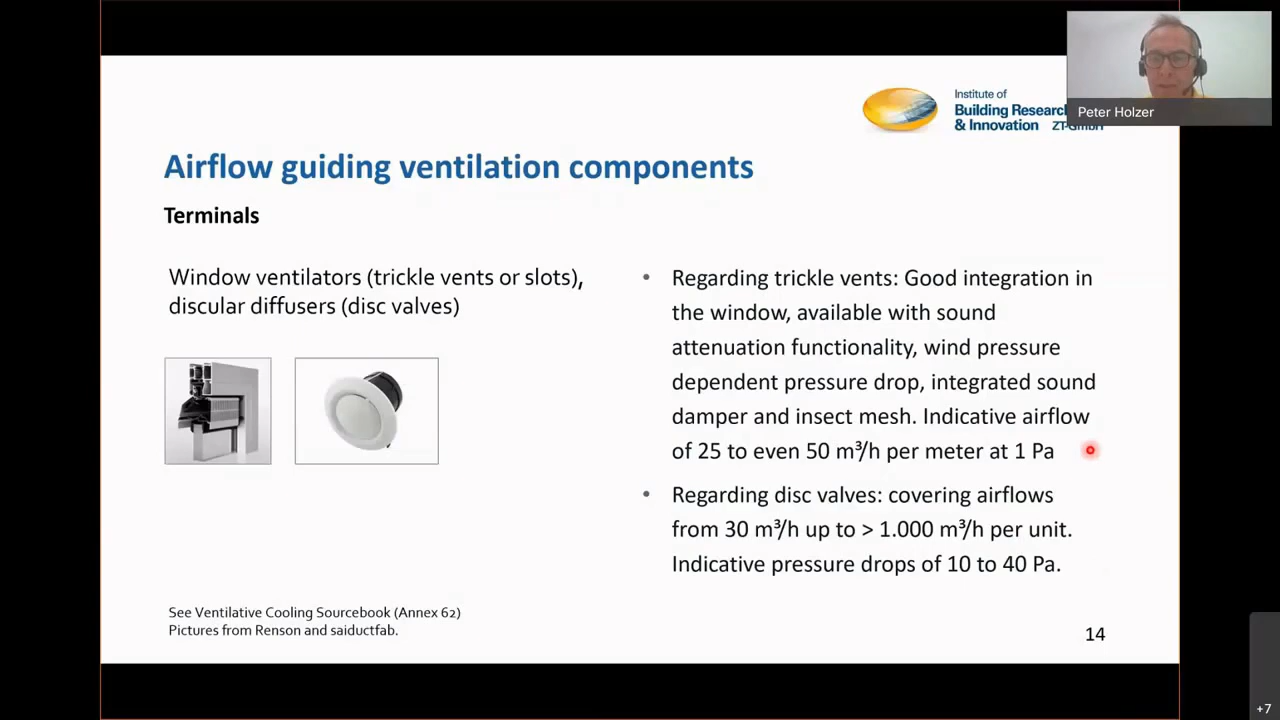 Institute of
Building Research
& Innovation ZT-GmbH
Peter Holzer
Airflow guiding ventilation components
Terminals
Window ventilators (trickle vents or slots),
discular diffusers (disc valves)
• Regarding trickle vents: Good integration in
the window, available with sound
attenuation functionality, wind pressure
dependent pressure drop, integrated sound
damper and insect mesh. Indicative airflow
of 25 to even 50 m³/h per meter at 1 Pa
• Regarding disc valves: covering airflows
from 30 m³/h up to > 1.000 m³/h per unit.
Indicative pressure drops of 10 to 40 Pa.
See Ventilative Cooling Sourcebook (Annex 62)
Pictures from Renson and saiductfab.
14
+7